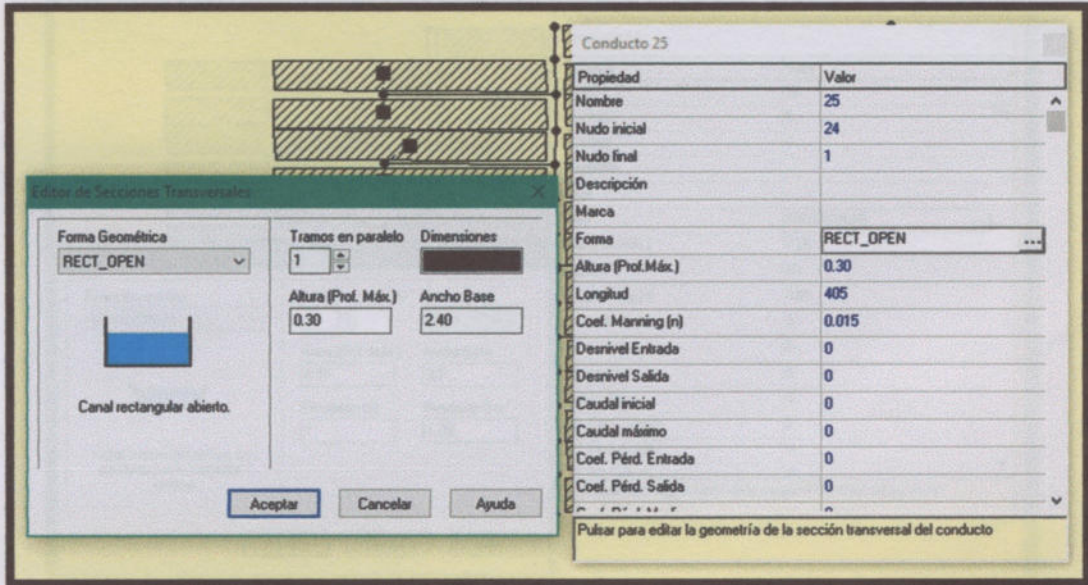 Conducto 25
Propiedad Valor
Nombre 25
Nudo inicial 24
Nudo final 1
Descripción
Marca
Forma RECT_OPEN ...
Altura (Prof.Máx.) 0.30
Longitud 405
Coef. Manning (n) 0.015
Desnivel Entrada 0
Desnivel Salida 0
Caudal inicial 0
Caudal máximo 0
Coef. Pérd. Entrada 0
Coef. Pérd. Salida 0
Pulsar para editar la geometría de la sección transversal del conducto
Editor de Secciones Transversales
Forma Geométrica
RECT_OPEN
Canal rectangular abierto.
Tramos en paralelo Dimensiones
1
Altura (Prof. Máx.) Ancho Base
0.30 2.40
Aceptar Cancelar Ayuda